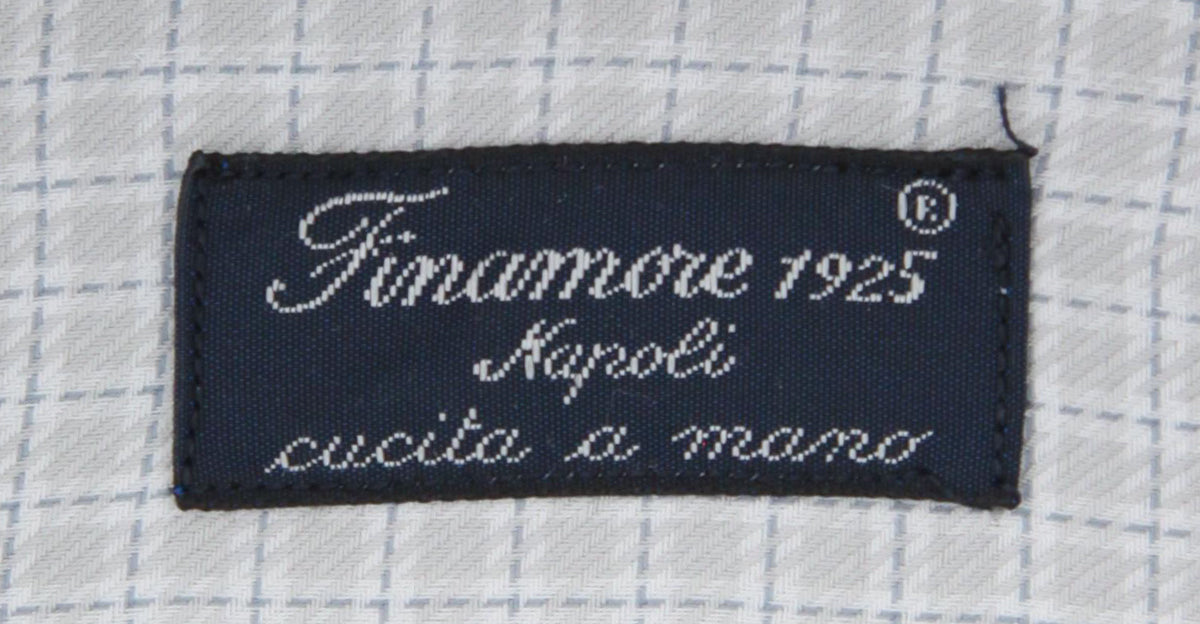 Finamore 1925®
Napoli
cucita a mano